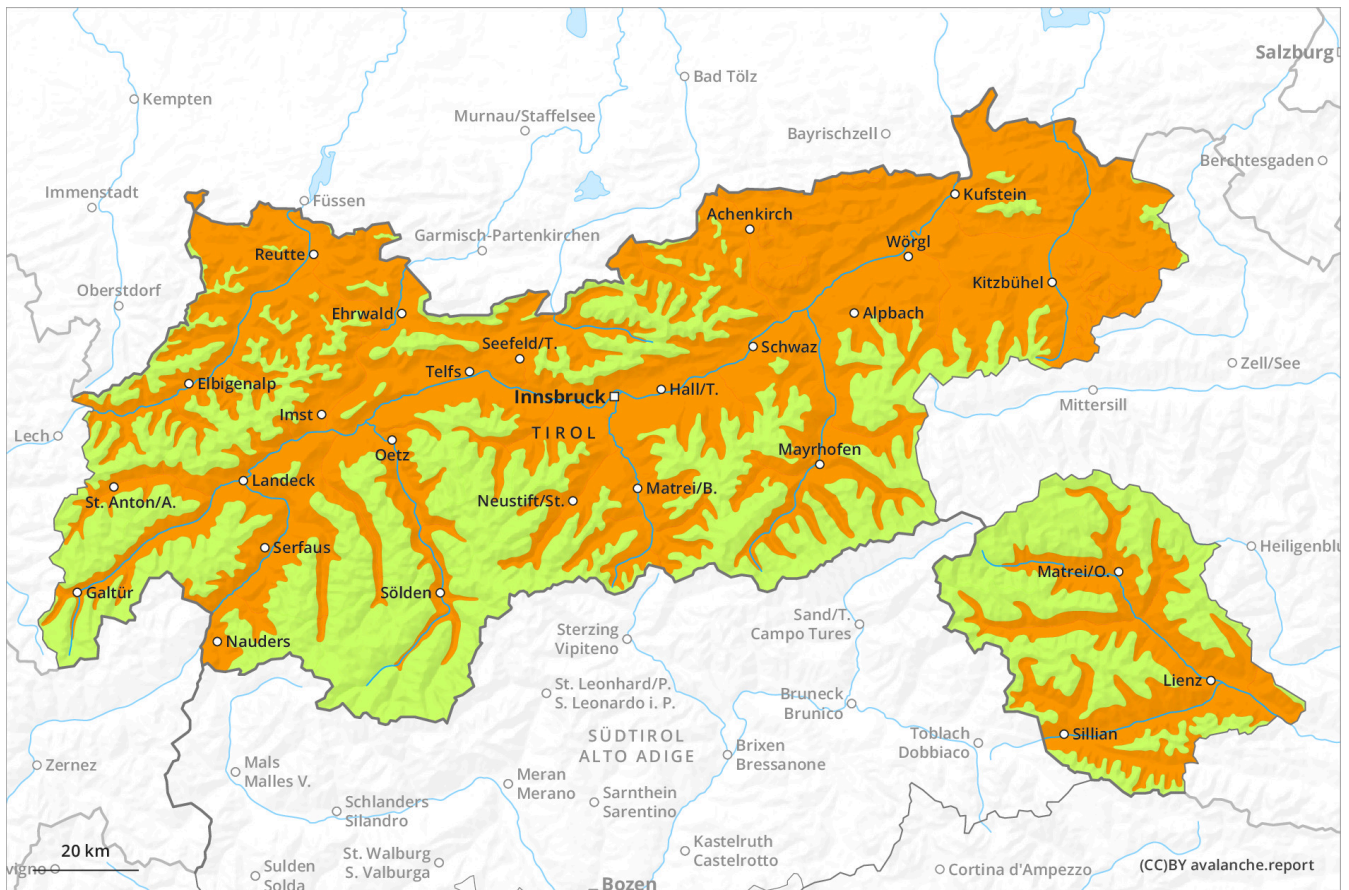 Salzburg
Bad Tölz
Kempten
Murnau/Staffelsee
Bayrischzell
Berchtesgaden
Immenstadt
Füssen
Kufstein
Achenkirch
Garmisch-Partenkirchen
Wörgl
Reutte
Oberstdorf
Kitzbühel
Ehrwald
Alpbach
Seefeld/T.
Schwaz
Zell/See
Telfs
Elbigenalp
Hall/T.
Innsbruck
Mittersill
Imst
TIROL
Lech
Oetz
Mayrhofen
Landeck
Matrei/B.
St. Anton/A.
Neustift/St.
Serfaus
Heiligenblu
Matrei/O.
Galtür
Sölden
Sand/T.
Campo Tures
Sterzing
Vipiteno
Nauders
Lienz
St. Leonhard/P.
S. Leonardo i. P.
Bruneck
Brunico
Sillian
SÜDTIROL
ALTO ADIGE
Toblach
Dobbiaco
Brixen
Bressanone
Zernez
Mals
Malles V.
Meran
Merano
Sarnthein
Sarentino
Schlanders
Silandro
Kastelruth
Castelrotto
20 km
St. Walburg
S. Valburga
(CC)BY avalanche.report
vigno
Cortina d'Ampezzo
Sulden
Solda
Bozen